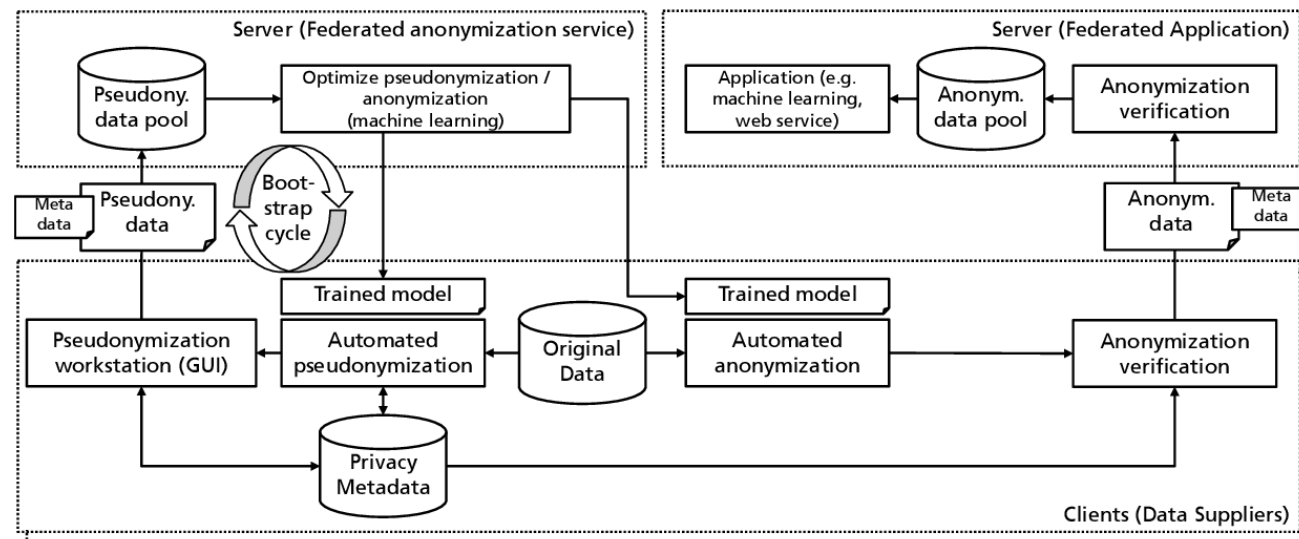 Server (Federated anonymization service)
Pseudony.
data pool
Optimize pseudonymization /
anonymization
(machine learning)
Server (Federated Application)
Application (e.g.
machine learning,
web service)
Anonym.
data pool
Anonymization
verification
Meta
data
Pseudony.
data
Boot-
strap
cycle
Anonym.
data
Meta
data
Trained model
Trained model
Pseudonymization
workstation (GUI)
Automated
pseudonymization
Original
Data
Automated
anonymization
Anonymization
verification
Privacy
Metadata
Clients (Data Suppliers)